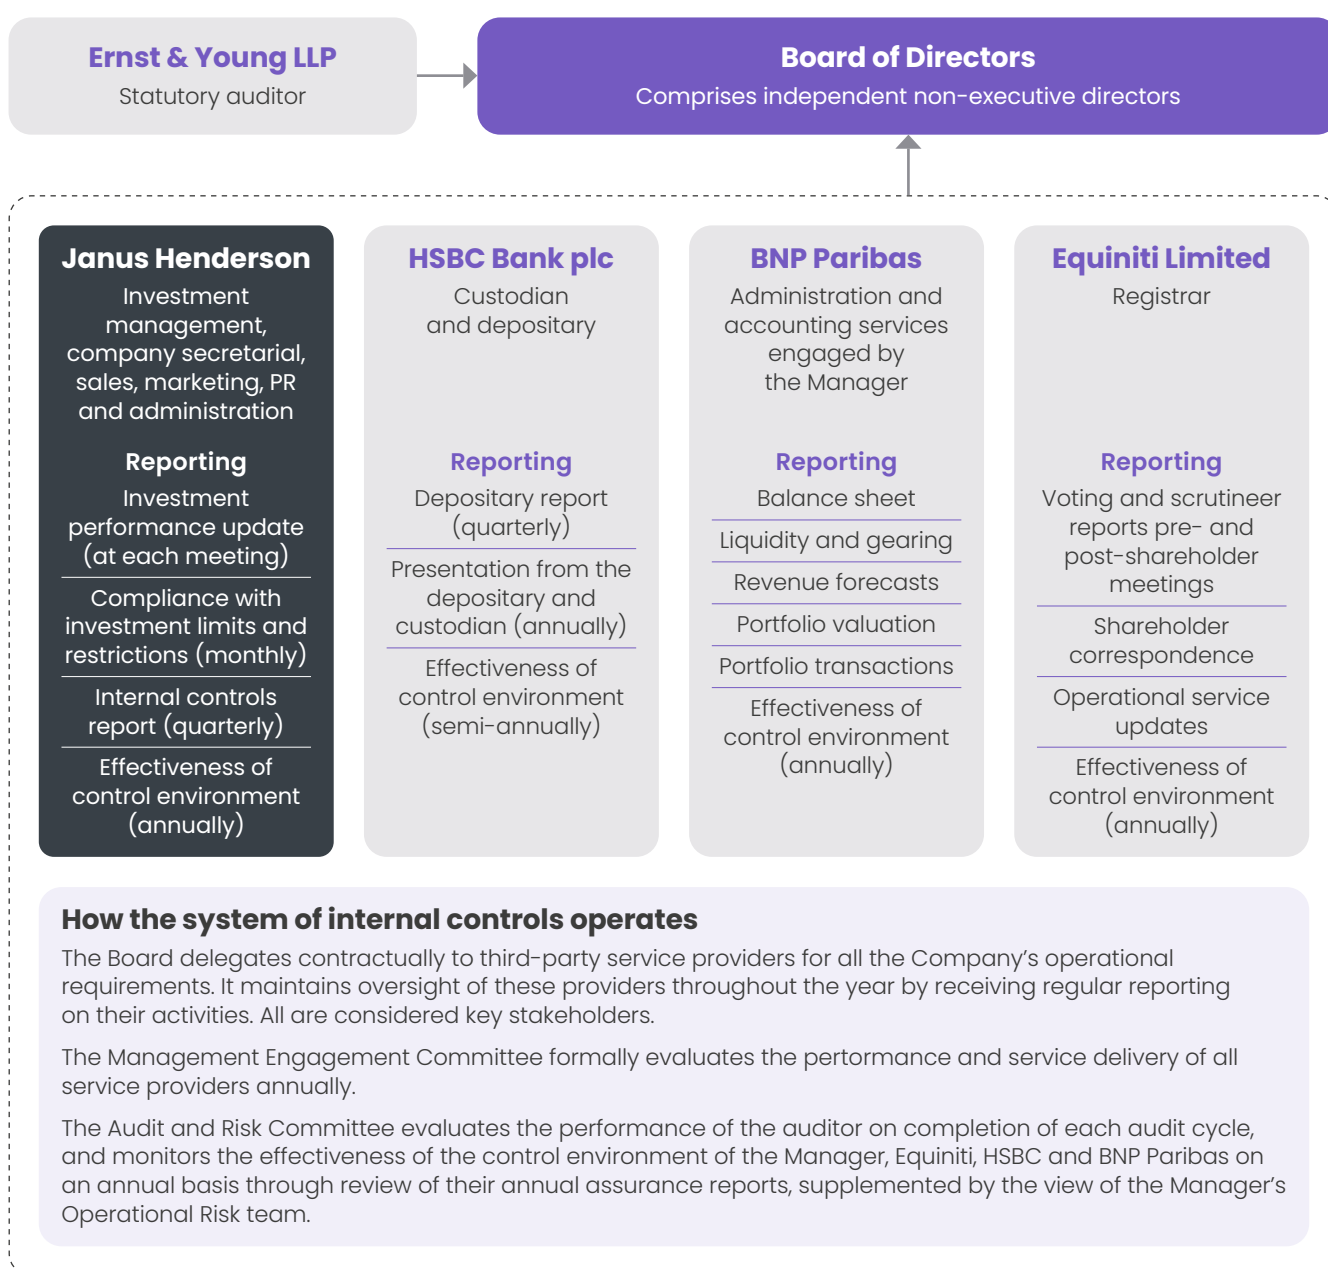 Ernst & Young LLP
Statutory auditor
Board of Directors
Comprises independent non-executive directors
Janus Henderson
Investment
management,
company secretarial,
sales, marketing, PR
and administration
Reporting
Investment
performance update
(at each meeting)
Compliance with
investment limits and
restrictions (monthly)
Internal controls
report (quarterly)
Effectiveness of
control environment
(annually)
HSBC Bank plc
Custodian
and depositary
Reporting
Depositary report
(quarterly)
Presentation from the
depositary and
custodian (annually)
Effectiveness of
control environment
(semi-annually)
BNP Paribas
Administration and
accounting services
engaged by
the Manager
Reporting
Balance sheet
Liquidity and gearing
Revenue forecasts
Portfolio valuation
Portfolio transactions
Effectiveness of
control environment
(annually)
Equiniti Limited
Registrar
Reporting
Voting and scrutineer
reports pre- and
post-shareholder
meetings
Shareholder
correspondence
Operational service
updates
Effectiveness of
control environment
(annually)
How the system of internal controls operates
The Board delegates contractually to third-party service providers for all the Company's operational
requirements. It maintains oversight of these providers throughout the year by receiving regular reporting
on their activities. All are considered key stakeholders.
The Management Engagement Committee formally evaluates the pertormance and service delivery of all
service providers annually.
The Audit and Risk Committee evaluates the performance of the auditor on completion of each audit cycle,
and monitors the effectiveness of the control environment of the Manager, Equiniti, HSBC and BNP Paribas on
an annual basis through review of their annual assurance reports, supplemented by the view of the Manager's
Operational Risk team.